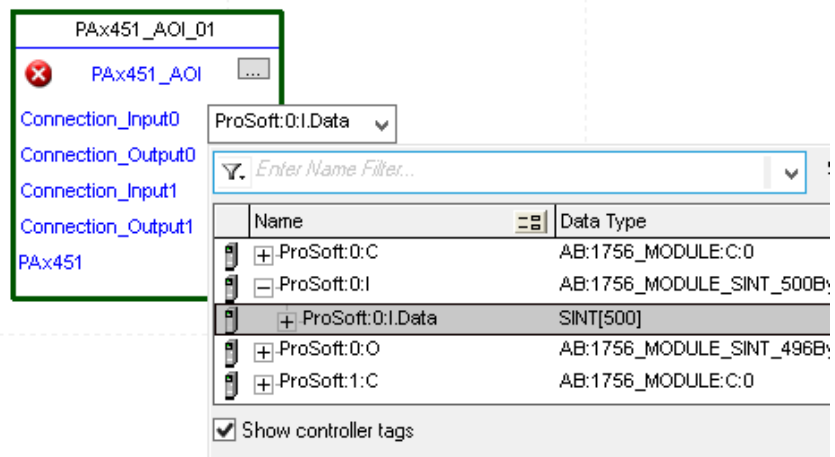 PAx451_AOI_01
PAx451_AOI ...
Connection_Input0
ProSoft:0:I.Data
Connection_Output0
Enter Name Filter...
Connection_Input1
Connection_Output1
Name Data Type
PAx451
ProSoft:0:C AB:1756_MODULE:C:0
ProSoft:0:I AB:1756_MODULE_SINT_500By
ProSoft:0:I.Data SINT[500]
ProSoft:0:O AB:1756_MODULE_SINT_496By
ProSoft:1:C AB:1756_MODULE:C:0
Show controller tags